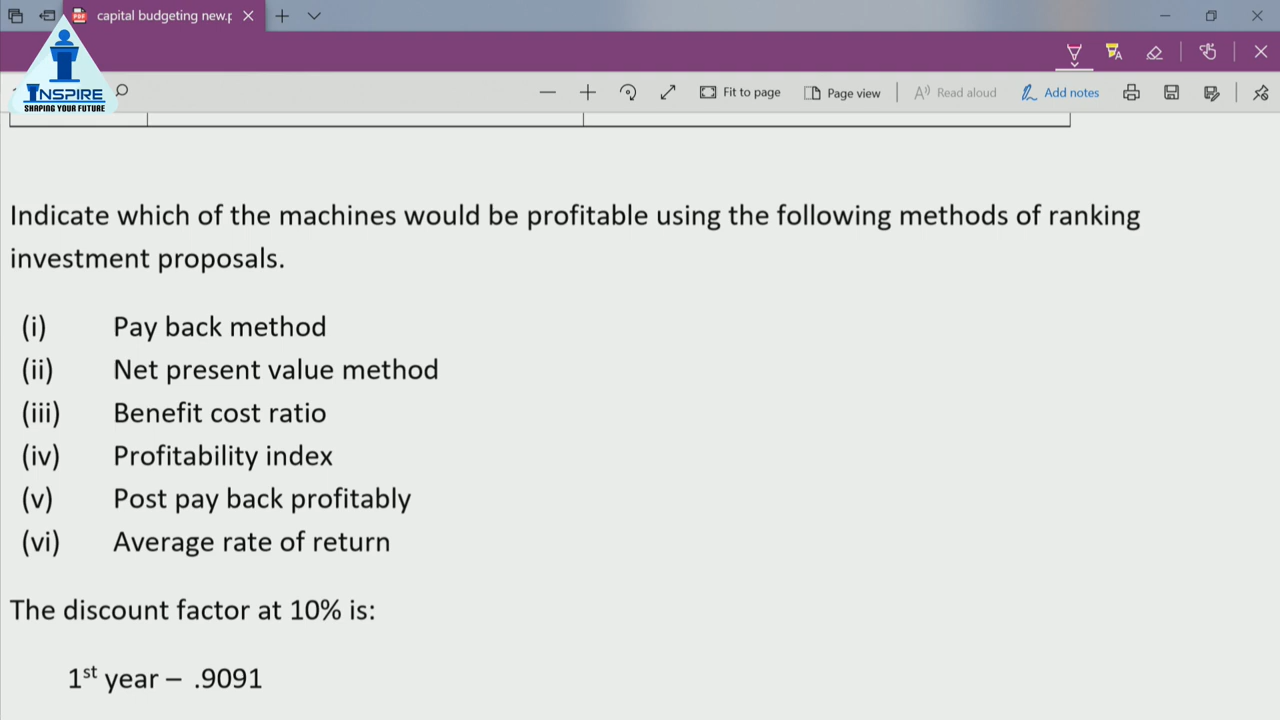 capital budgeting new.p
INSPIRE
SHAPING YOUR FUTURE
Fit to page
Page view
Read aloud
Add notes
Indicate which of the machines would be profitable using the following methods of ranking
investment proposals.
(i) Pay back method
(ii) Net present value method
(iii) Benefit cost ratio
(iv) Profitability index
(v) Post pay back profitably
(vi) Average rate of return
The discount factor at 10% is:
1st year – .9091